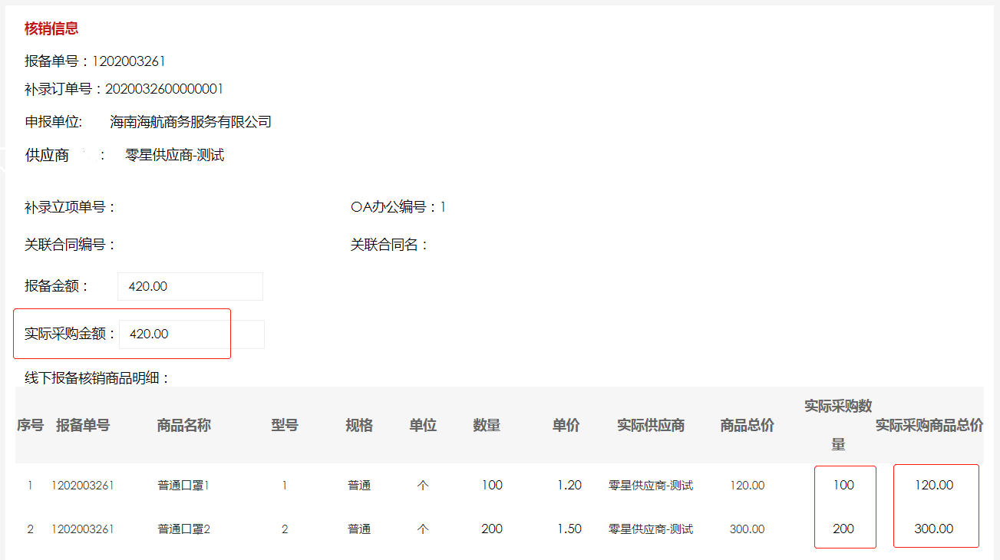 核销信息
报备单号：1202003261
补录订单号：2020032600000001
申报单位: 海南海航商务服务有限公司
供应商 : 零星供应商-测试
补录立项单号： OA办公编号：1
关联合同编号： 关联合同名：
报备金额： 420.00
实际采购金额： 420.00
线下报备核销商品明细：
序号 报备单号 商品名称 型号 规格 单位 数量 单价 实际供应商 商品总价 实际采购数量 实际采购商品总价
1 1202003261 普通口罩1 1 普通 个 100 1.20 零星供应商-测试 120.00 100 120.00
2 1202003261 普通口罩2 2 普通 个 200 1.50 零星供应商-测试 300.00 200 300.00